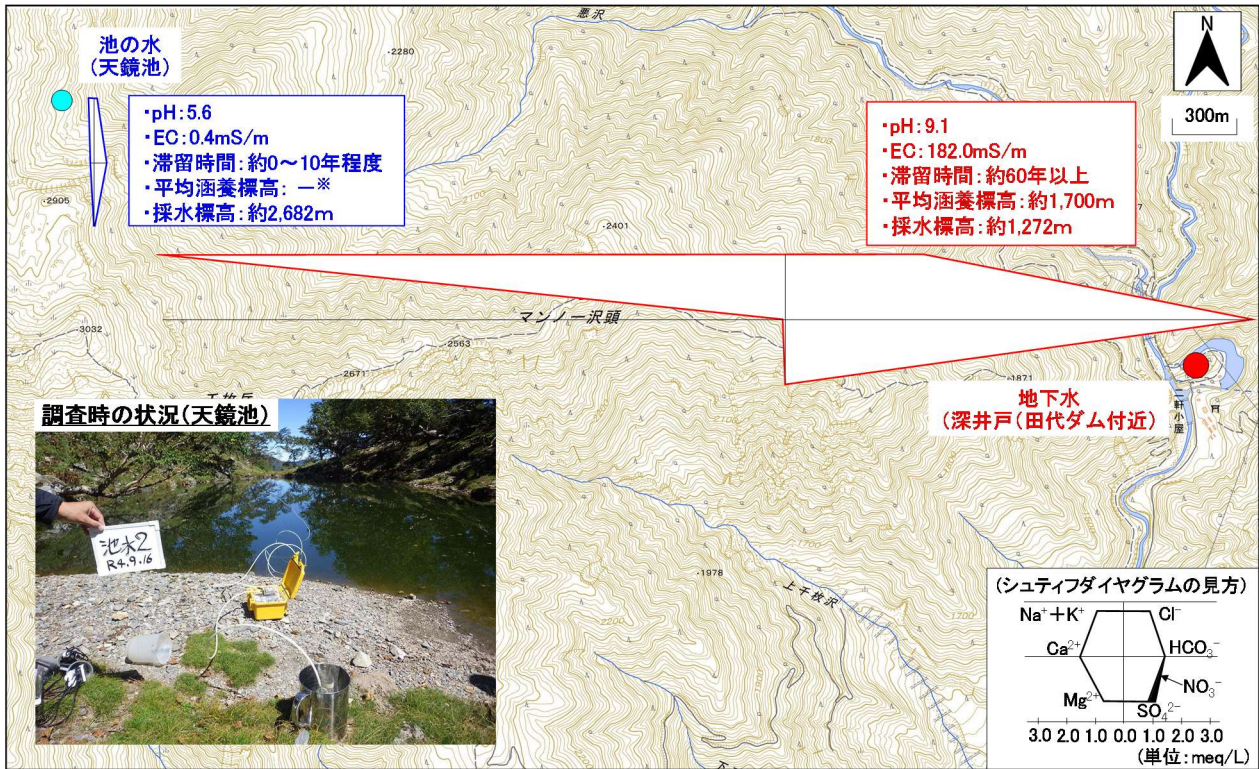 悪沢
池の水
(天鏡池)
・2280
・pH:5.6
・EC:0.4mS/m
・滞留時間:約0～10年程度
・平均涵養標高: －※
・採水標高:約2,682m
・2905
N
300m
・pH:9.1
・EC:182.0mS/m
・滞留時間:約60年以上
・平均涵養標高:約1,700m
・採水標高:約1,272m
1800
・2401
マンノー沢頭
3032
2563
2671
1871
二軒小屋
地下水
(深井戸(田代ダム付近)
調査時の状況(天鏡池)
池水2
R4.9.16
・1978
上千枚沢
2200
1700
(シュティフダイヤグラムの見方)
Na⁺+K⁺
Cl⁻
Ca²⁺
HCO₃⁻
NO₃⁻
Mg²⁺
SO₄²⁻
3.0 2.0 1.0 0.0 1.0 2.0 3.0
(単位:meq/L)